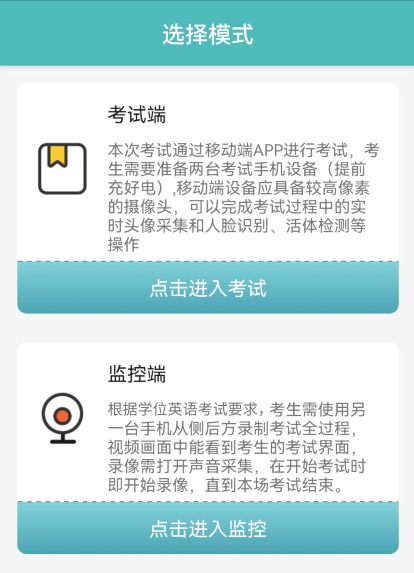 选择模式
考试端
本次考试通过移动端APP进行考试，考
生需要准备两台考试手机设备（提前
充好电）,移动端设备应具备较高像素
的摄像头，可以完成考试过程中的实
时头像采集和人脸识别、活体检测等
操作
点击进入考试
监控端
根据学位英语考试要求，考生需使用另
一台手机从侧后方录制考试全过程，
视频画面中能看到考生的考试界面，
录像需打开声音采集，在开始考试时
即开始录像，直到本场考试结束。
点击进入监控